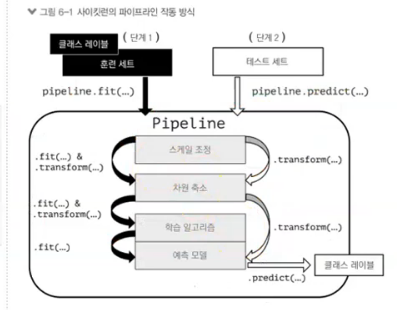 ▼ 그림 6-1 사이킷런의 파이프라인 작동 방식
클래스 레이블
( 단계 1 )
( 단계 2 )
훈련 세트
테스트 세트
pipeline.fit(…)
pipeline.predict(…)
Pipeline
스케일 조정
.fit(…) &
.transform(…)
.transform(…)
차원 축소
.fit(…) &
.transform(…)
학습 알고리즘
.transform(…)
.fit(…)
예측 모델
클래스 레이블
.predict(…)